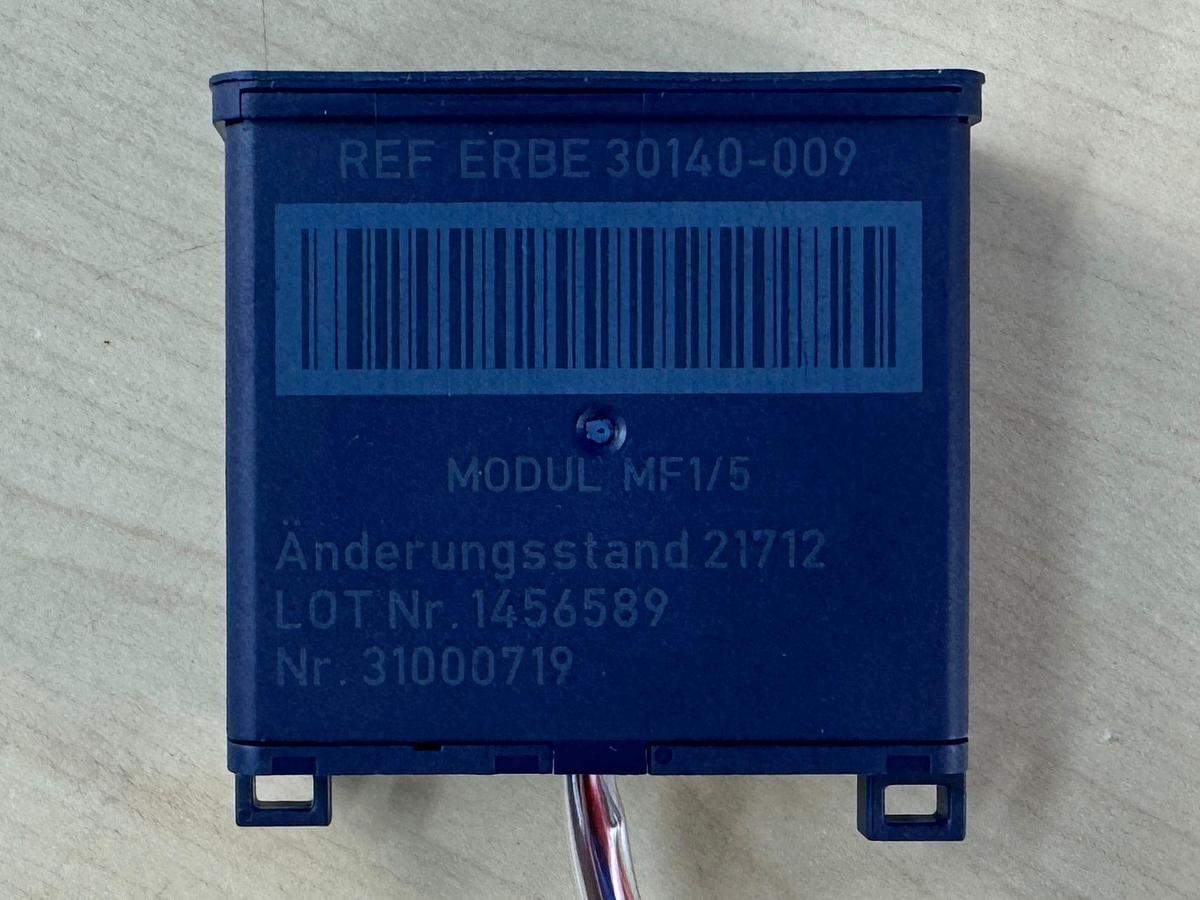 REF ERBE 30140-009
MODUL MF1/5
Änderungsstand 21712
LOT Nr. 1456589
Nr. 31000719